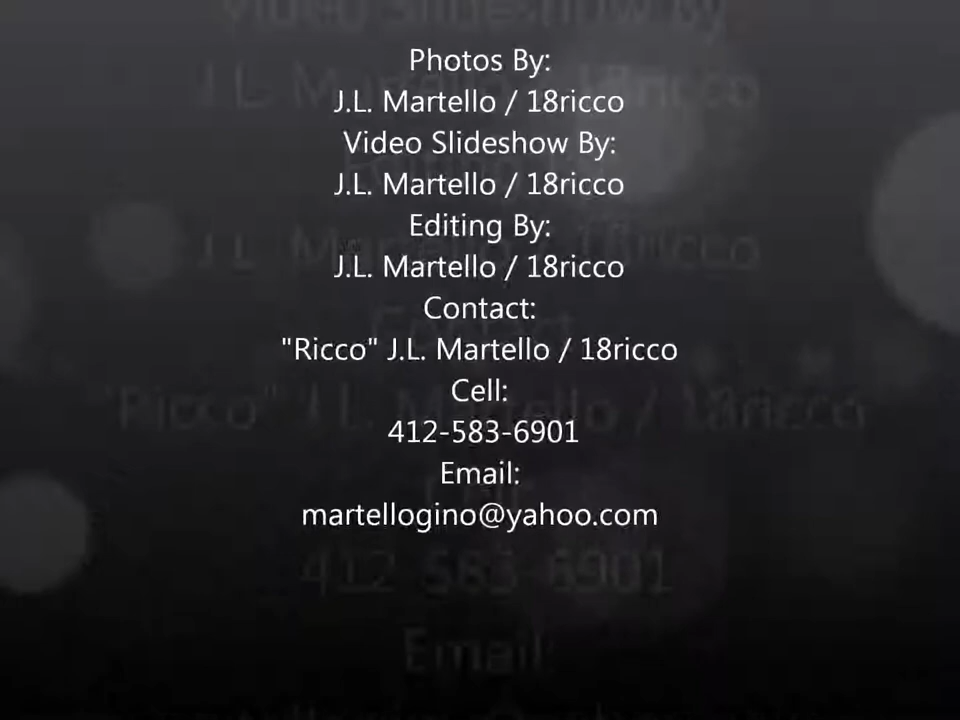 Photos By:
J.L. Martello / 18ricco
Video Slideshow By:
J.L. Martello / 18ricco
Editing By:
J.L. Martello / 18ricco
Contact:
"Ricco" J.L. Martello / 18ricco
Cell:
412-583-6901
Email:
martellogino@yahoo.com